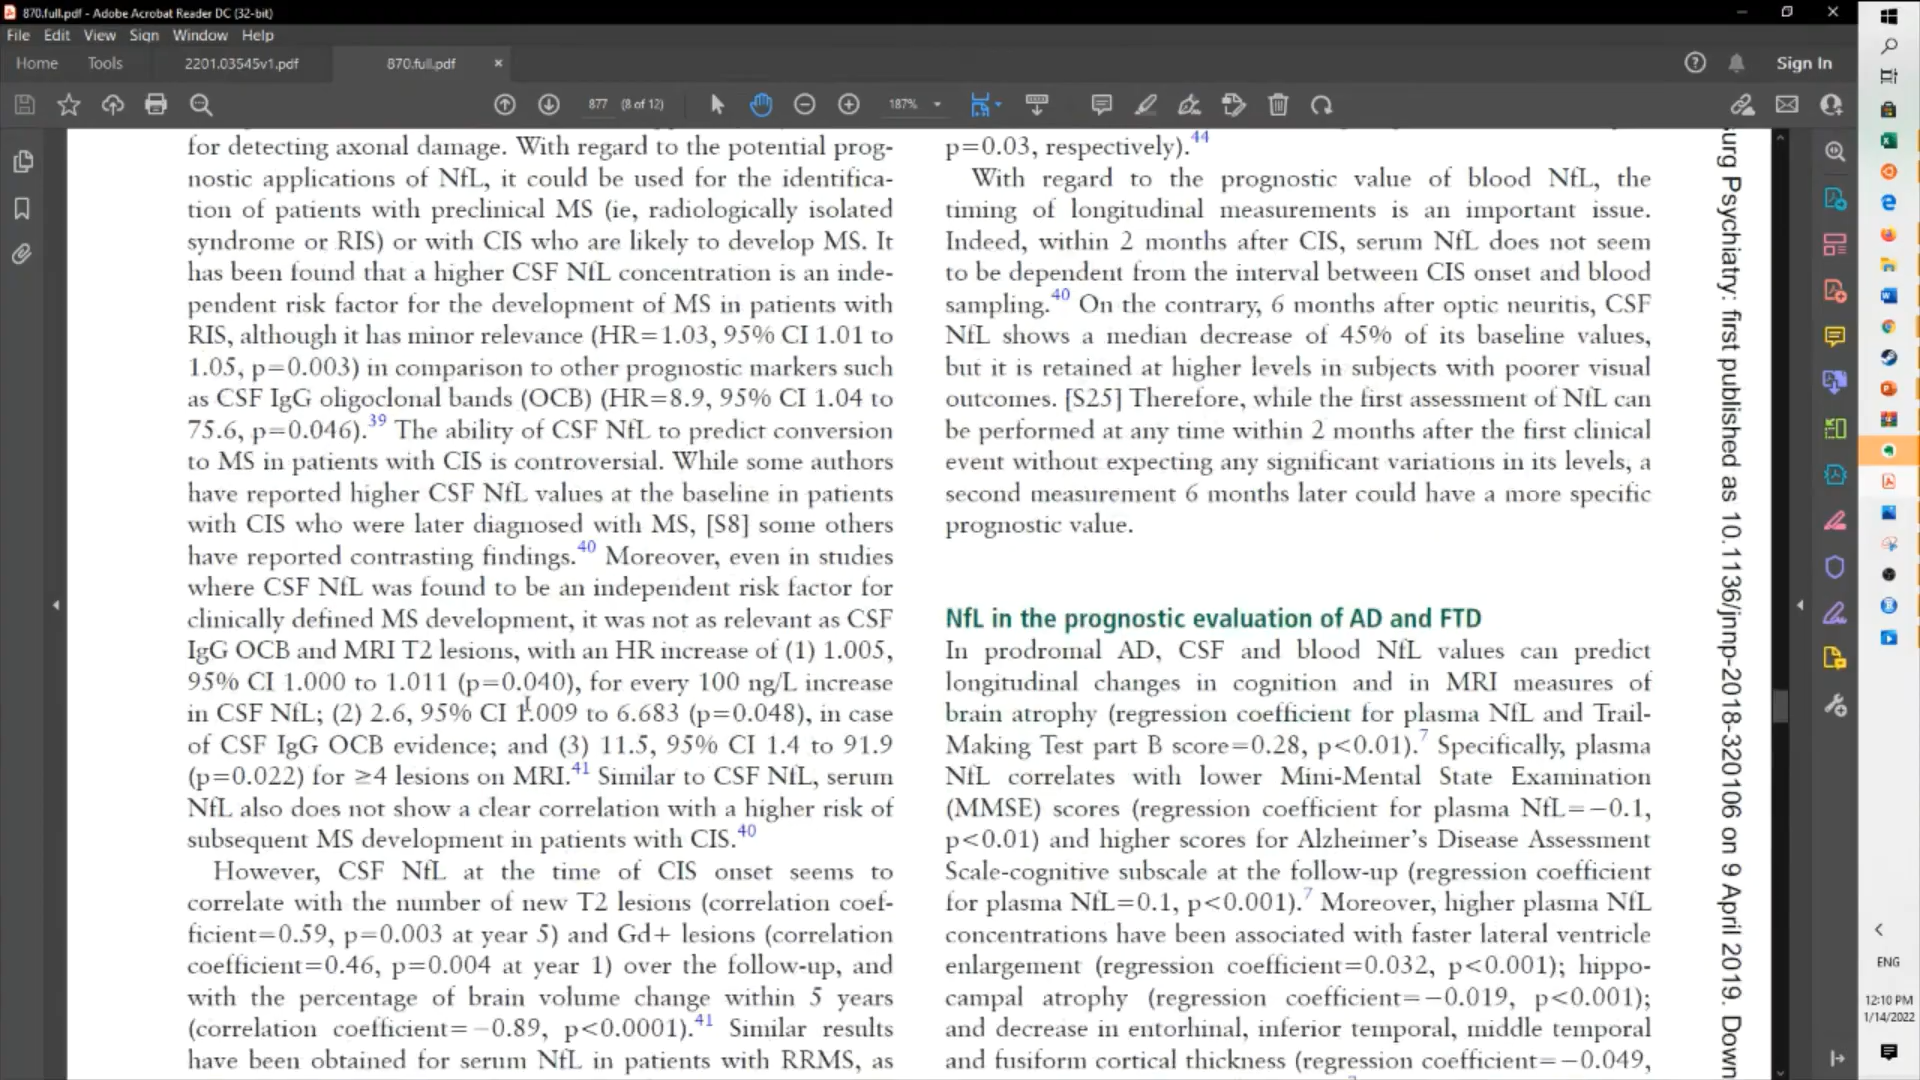 870.full.pdf - Adobe Acrobat Reader DC (32-bit)
File Edit View Sign Window Help
Home Tools 2201.03545v1.pdf 870.full.pdf Sign In
877 (8 of 12) 187%
for detecting axonal damage. With regard to the potential prog-
nostic applications of NfL, it could be used for the identifica-
tion of patients with preclinical MS (ie, radiologically isolated
syndrome or RIS) or with CIS who are likely to develop MS. It
has been found that a higher CSF NfL concentration is an inde-
pendent risk factor for the development of MS in patients with
RIS, although it has minor relevance (HR=1.03, 95% CI 1.01 to
1.05, p=0.003) in comparison to other prognostic markers such
as CSF IgG oligoclonal bands (OCB) (HR=8.9, 95% CI 1.04 to
75.6, p=0.046).39 The ability of CSF NfL to predict conversion
to MS in patients with CIS is controversial. While some authors
have reported higher CSF NfL values at the baseline in patients
with CIS who were later diagnosed with MS, [S8] some others
have reported contrasting findings.40 Moreover, even in studies
where CSF NfL was found to be an independent risk factor for
clinically defined MS development, it was not as relevant as CSF
IgG OCB and MRI T2 lesions, with an HR increase of (1) 1.005,
95% CI 1.000 to 1.011 (p=0.040), for every 100 ng/L increase
in CSF NfL; (2) 2.6, 95% CI 1.009 to 6.683 (p=0.048), in case
of CSF IgG OCB evidence; and (3) 11.5, 95% CI 1.4 to 91.9
(p=0.022) for ≥4 lesions on MRI.41 Similar to CSF NfL, serum
NfL also does not show a clear correlation with a higher risk of
subsequent MS development in patients with CIS.40
However, CSF NfL at the time of CIS onset seems to
correlate with the number of new T2 lesions (correlation coef-
ficient=0.59, p=0.003 at year 5) and Gd+ lesions (correlation
coefficient=0.46, p=0.004 at year 1) over the follow-up, and
with the percentage of brain volume change within 5 years
(correlation coefficient=−0.89, p<0.0001).41 Similar results
have been obtained for serum NfL in patients with RRMS, as
p=0.03, respectively).44
With regard to the prognostic value of blood NfL, the
timing of longitudinal measurements is an important issue.
Indeed, within 2 months after CIS, serum NfL does not seem
to be dependent from the interval between CIS onset and blood
sampling.40 On the contrary, 6 months after optic neuritis, CSF
NfL shows a median decrease of 45% of its baseline values,
but it is retained at higher levels in subjects with poorer visual
outcomes. [S25] Therefore, while the first assessment of NfL can
be performed at any time within 2 months after the first clinical
event without expecting any significant variations in its levels, a
second measurement 6 months later could have a more specific
prognostic value.
NfL in the prognostic evaluation of AD and FTD
In prodromal AD, CSF and blood NfL values can predict
longitudinal changes in cognition and in MRI measures of
brain atrophy (regression coefficient for plasma NfL and Trail-
Making Test part B score=0.28, p<0.01).7 Specifically, plasma
NfL correlates with lower Mini-Mental State Examination
(MMSE) scores (regression coefficient for plasma NfL=−0.1,
p<0.01) and higher scores for Alzheimer's Disease Assessment
Scale-cognitive subscale at the follow-up (regression coefficient
for plasma NfL=0.1, p<0.001).7 Moreover, higher plasma NfL
concentrations have been associated with faster lateral ventricle
enlargement (regression coefficient=0.032, p<0.001); hippo-
campal atrophy (regression coefficient=−0.019, p<0.001);
and decrease in entorhinal, inferior temporal, middle temporal
and fusiform cortical thickness (regression coefficient=−0.049,
urg Psychiatry: first published as 10.1136/jnnp-2018-320106 on 9 April 2019. Down
ENG
12:10 PM
1/14/2022